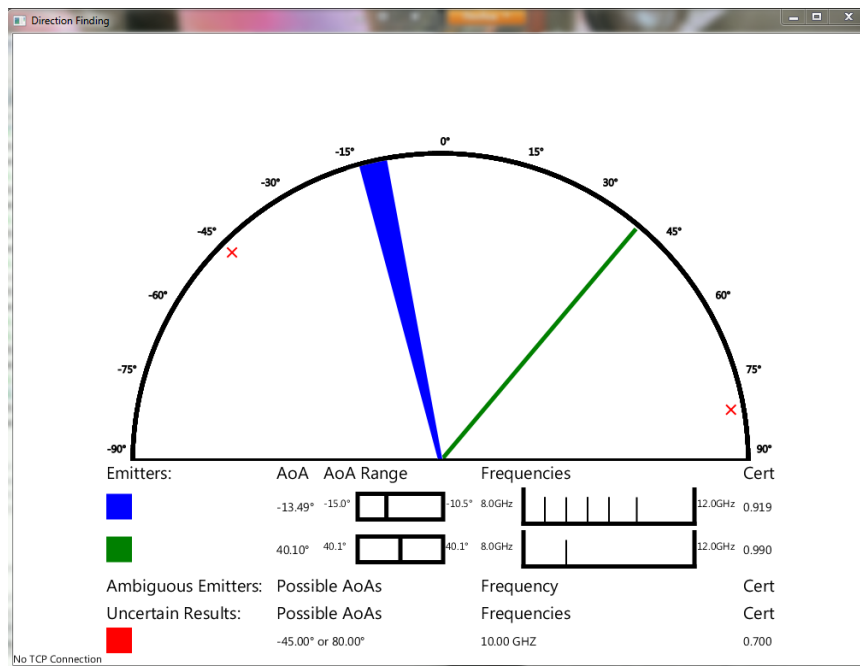 Direction Finding
0°
-15° 15°
-30° 30°
-45° 45°
-60° 60°
-75° 75°
-90° 90°
Emitters: AoA AoA Range Frequencies Cert
-13.49° -15.0° -10.5° 8.0GHz 12.0GHz 0.919
40.10° 40.1° 40.1° 8.0GHz 12.0GHz 0.990
Ambiguous Emitters: Possible AoAs Frequency Cert
Uncertain Results: Possible AoAs Frequencies Cert
-45.00° or 80.00° 10.00 GHZ 0.700
No TCP Connection